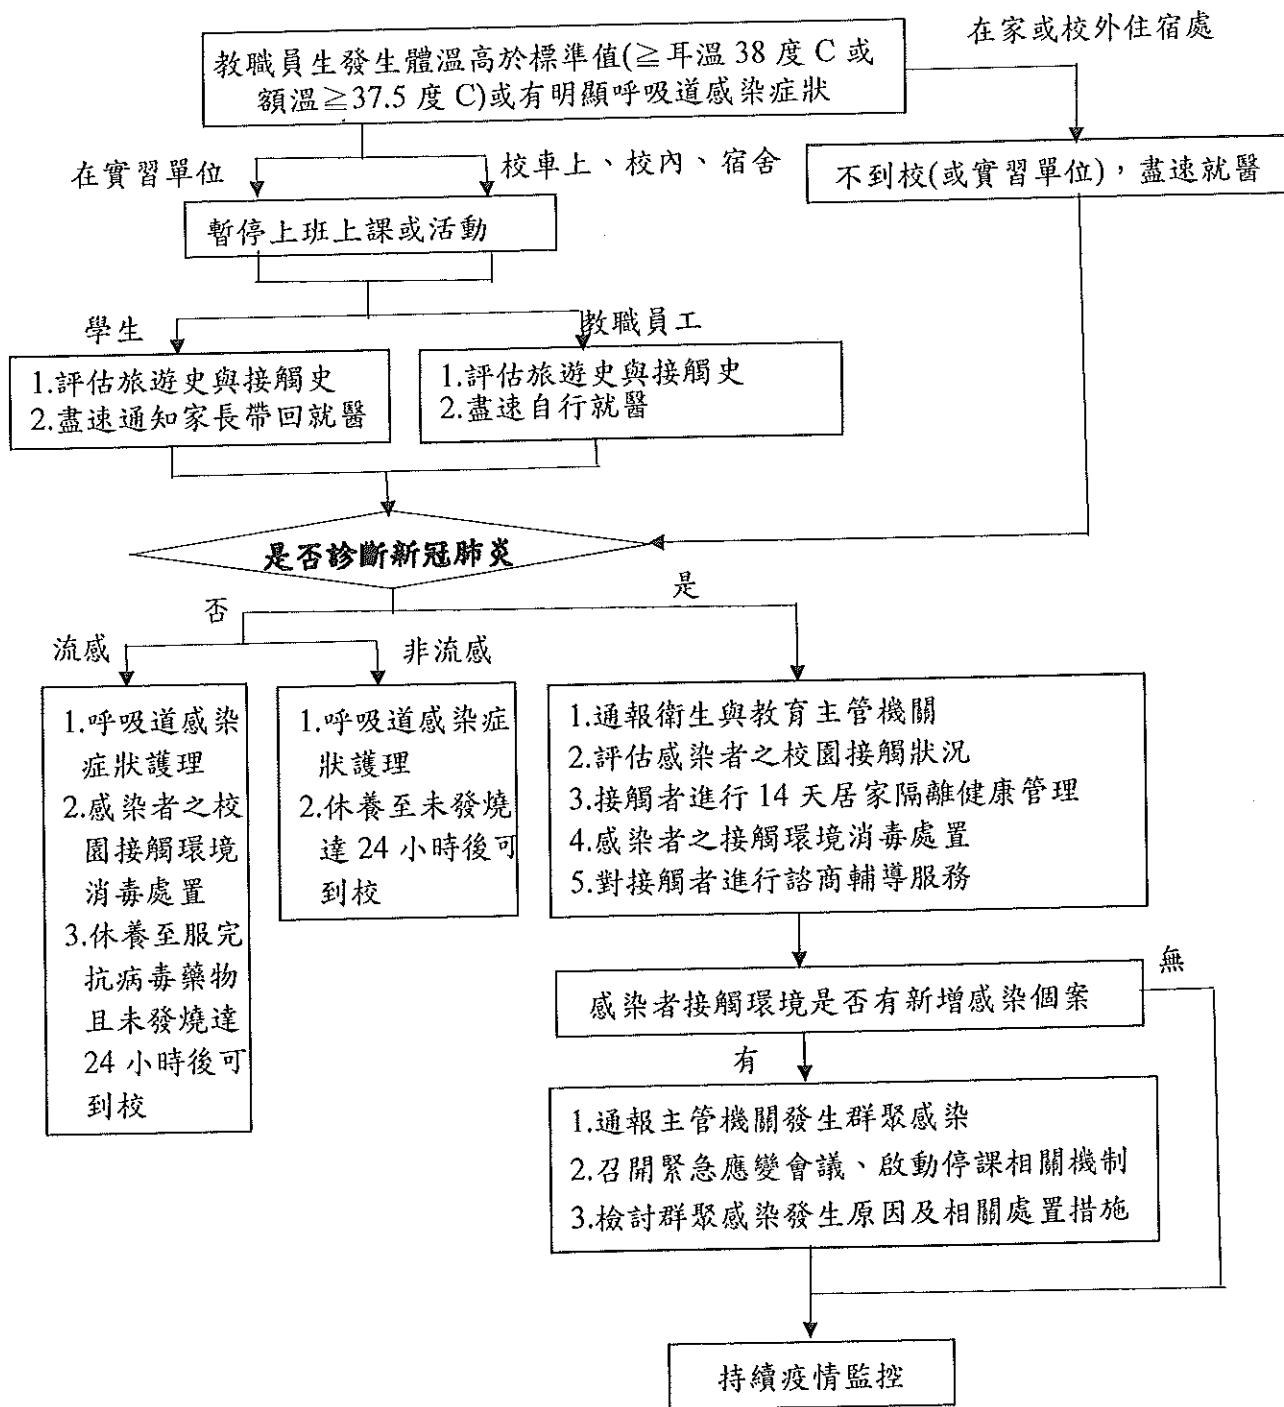 在家或校外住宿處
教職員生發生體溫高於標準值(≧耳溫 38 度 C 或
額溫≧37.5 度 C)或有明顯呼吸道感染症狀
在實習單位
校車上、校內、宿舍
不到校(或實習單位),盡速就醫
暫停上班上課或活動
學生
教職員工
1.評估旅遊史與接觸史
2.盡速通知家長帶回就醫
1.評估旅遊史與接觸史
2.盡速自行就醫
是否診斷新冠肺炎
否
是
流感
非流感
1.呼吸道感染
症狀護理
2.感染者之校
園接觸環境
消毒處置
3.休養至服完
抗病毒藥物
且未發燒達
24 小時後可
到校
1.呼吸道感染症
狀護理
2.休養至未發燒
達 24 小時後可
到校
1.通報衛生與教育主管機關
2.評估感染者之校園接觸狀況
3.接觸者進行 14 天居家隔離健康管理
4.感染者之接觸環境消毒處置
5.對接觸者進行諮商輔導服務
無
感染者接觸環境是否有新增感染個案
有
1.通報主管機關發生群聚感染
2.召開緊急應變會議、啟動停課相關機制
3.檢討群聚感染發生原因及相關處置措施
持續疫情監控